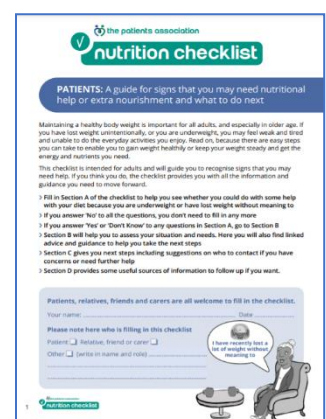 the patients association
nutrition checklist
PATIENTS: A guide for signs that you may need nutritional
help or extra nourishment and what to do next
Maintaining a healthy body weight is important for all adults, and especially in older age. If
you have lost weight unintentionally, or you are underweight, you may feel weak and tired
and unable to do the everyday activities you enjoy. Read on, because there are easy steps
you can take to enable you to gain weight healthily or keep your weight steady and get the
energy and nutrients you need.
This checklist is intended for adults and will guide you to recognise that you may
need help. If you think you do, the checklist provides you with all the information and
guidance you need to move forward.
> Fill in Section A of the checklist to help you see whether you could do with some help
with your diet because you are underweight or have lost weight without meaning to
> If you answer 'No' to all the questions, you don't need to fill in any more
> If you answer 'Yes' or 'Don't Know' to any questions in Section A, go to Section B
> Section B will help you to assess your situation and needs. Here you will also find linked
advice and guidance to help you take the next steps
> Section C gives you next steps including suggestions on who to contact if you have
concerns or need further help
> Section D provides some useful sources of information to follow up if you want.
Patients, relatives, friends and carers are all welcome to fill in the checklist.
Your name: Date
Please note here who is filling in this checklist
Patient Relative, friend or carer
Other (write in name and role)
I have recently lost a
lot of weight without
meaning to
1
nutrition checklist